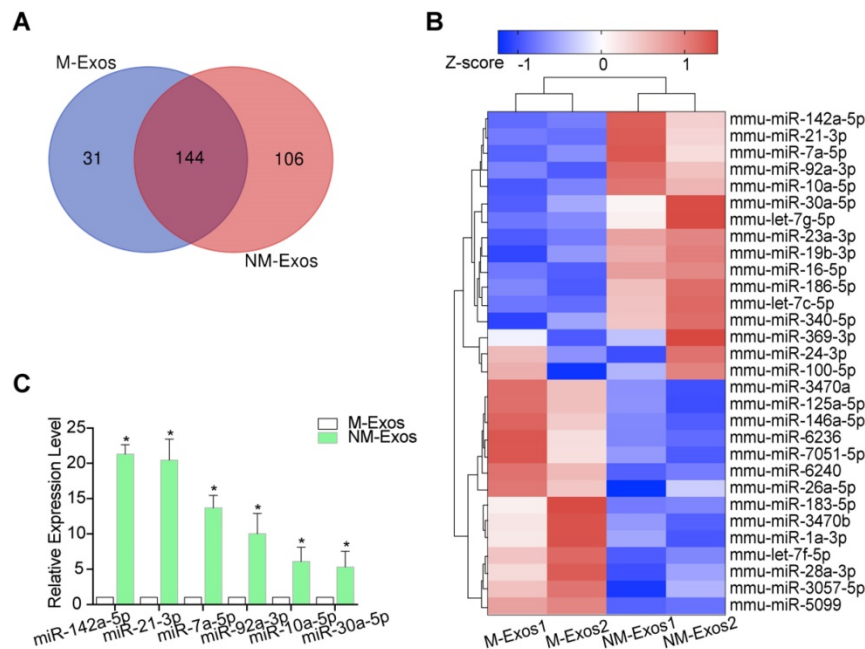 A
M-Exos
31
144
106
NM-Exos
B
Z-score
-1
0
1
mmu-miR-142a-5p
mmu-miR-21-3p
mmu-miR-7a-5p
mmu-miR-92a-3p
mmu-miR-10a-5p
mmu-miR-30a-5p
mmu-let-7g-5p
mmu-miR-23a-3p
mmu-miR-19b-3p
mmu-miR-16-5p
mmu-miR-186-5p
mmu-let-7c-5p
mmu-miR-340-5p
mmu-miR-369-3p
mmu-miR-24-3p
mmu-miR-100-5p
mmu-miR-3470a
mmu-miR-125a-5p
mmu-miR-146a-5p
mmu-miR-6236
mmu-miR-7051-5p
mmu-miR-6240
mmu-miR-26a-5p
mmu-miR-183-5p
mmu-miR-3470b
mmu-miR-1a-3p
mmu-let-7f-5p
mmu-miR-28a-3p
mmu-miR-3057-5p
mmu-miR-5099
M-Exos1
M-Exos2
NM-Exos1
NM-Exos2
C
M-Exos
NM-Exos
Relative Expression Level
25
20
15
10
5
0
* * * * * *
miR-142a-5p
miR-21-3p
miR-7a-5p
miR-92a-3p
miR-10a-5p
miR-30a-5p